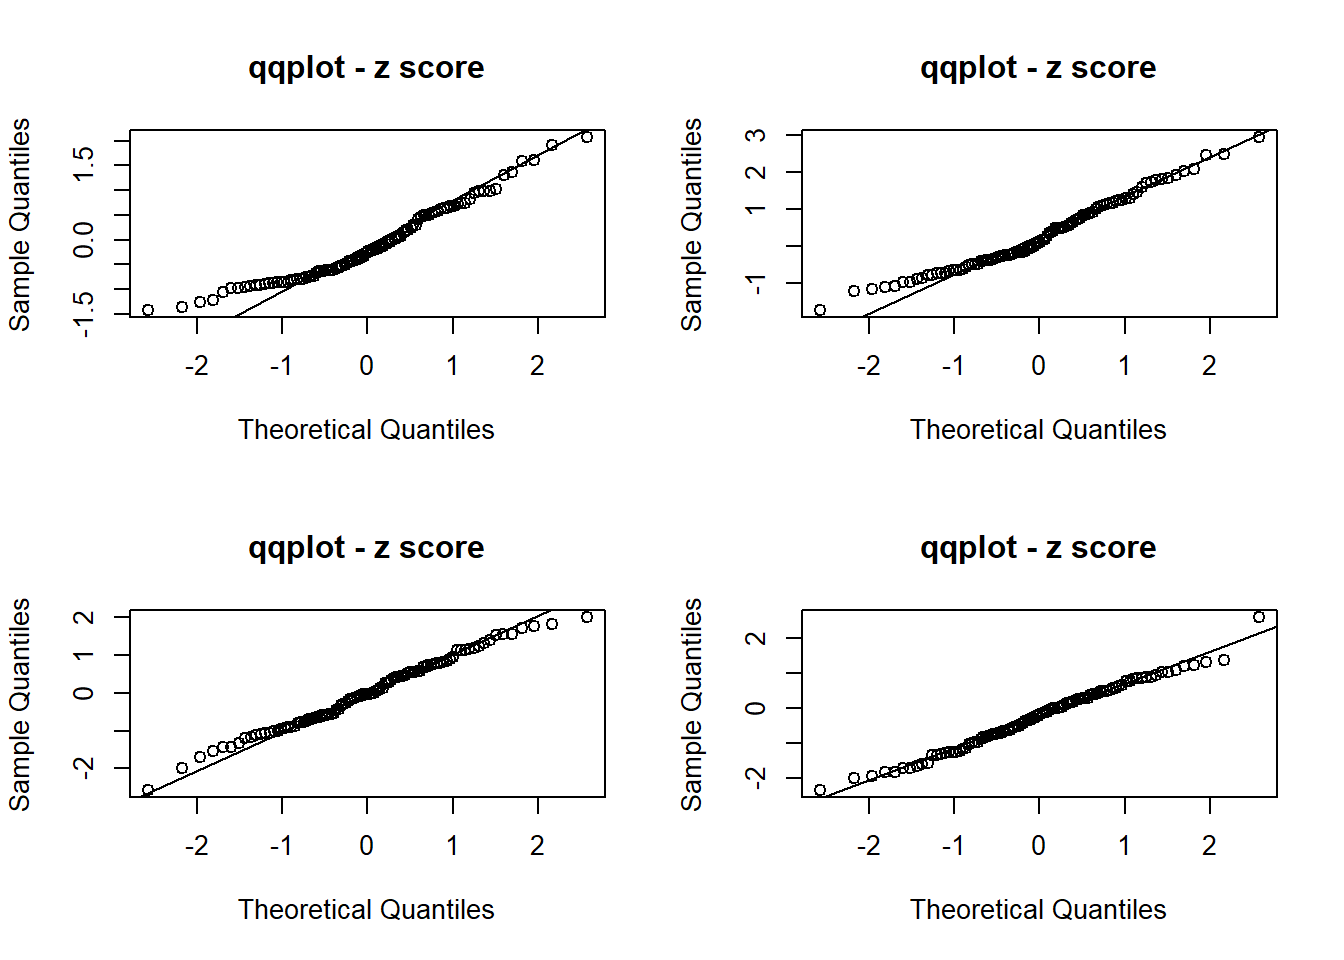 qqplot - z score
Sample Quantiles
1.5
0.0
-1.5
-2 -1 0 1 2
Theoretical Quantiles
qqplot - z score
Sample Quantiles
3
2
1
-1
-2 -1 0 1 2
Theoretical Quantiles
qqplot - z score
Sample Quantiles
2
1
0
-2
-2 -1 0 1 2
Theoretical Quantiles
qqplot - z score
Sample Quantiles
2
0
-2
-2 -1 0 1 2
Theoretical Quantiles